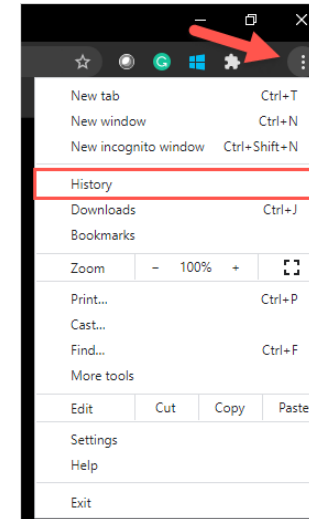 New tab Ctrl+T
New window Ctrl+N
New incognito window Ctrl+Shift+N
History
Downloads Ctrl+J
Bookmarks
Zoom - 100% +
Print... Ctrl+P
Cast...
Find... Ctrl+F
More tools
Edit Cut Copy Paste
Settings
Help
Exit